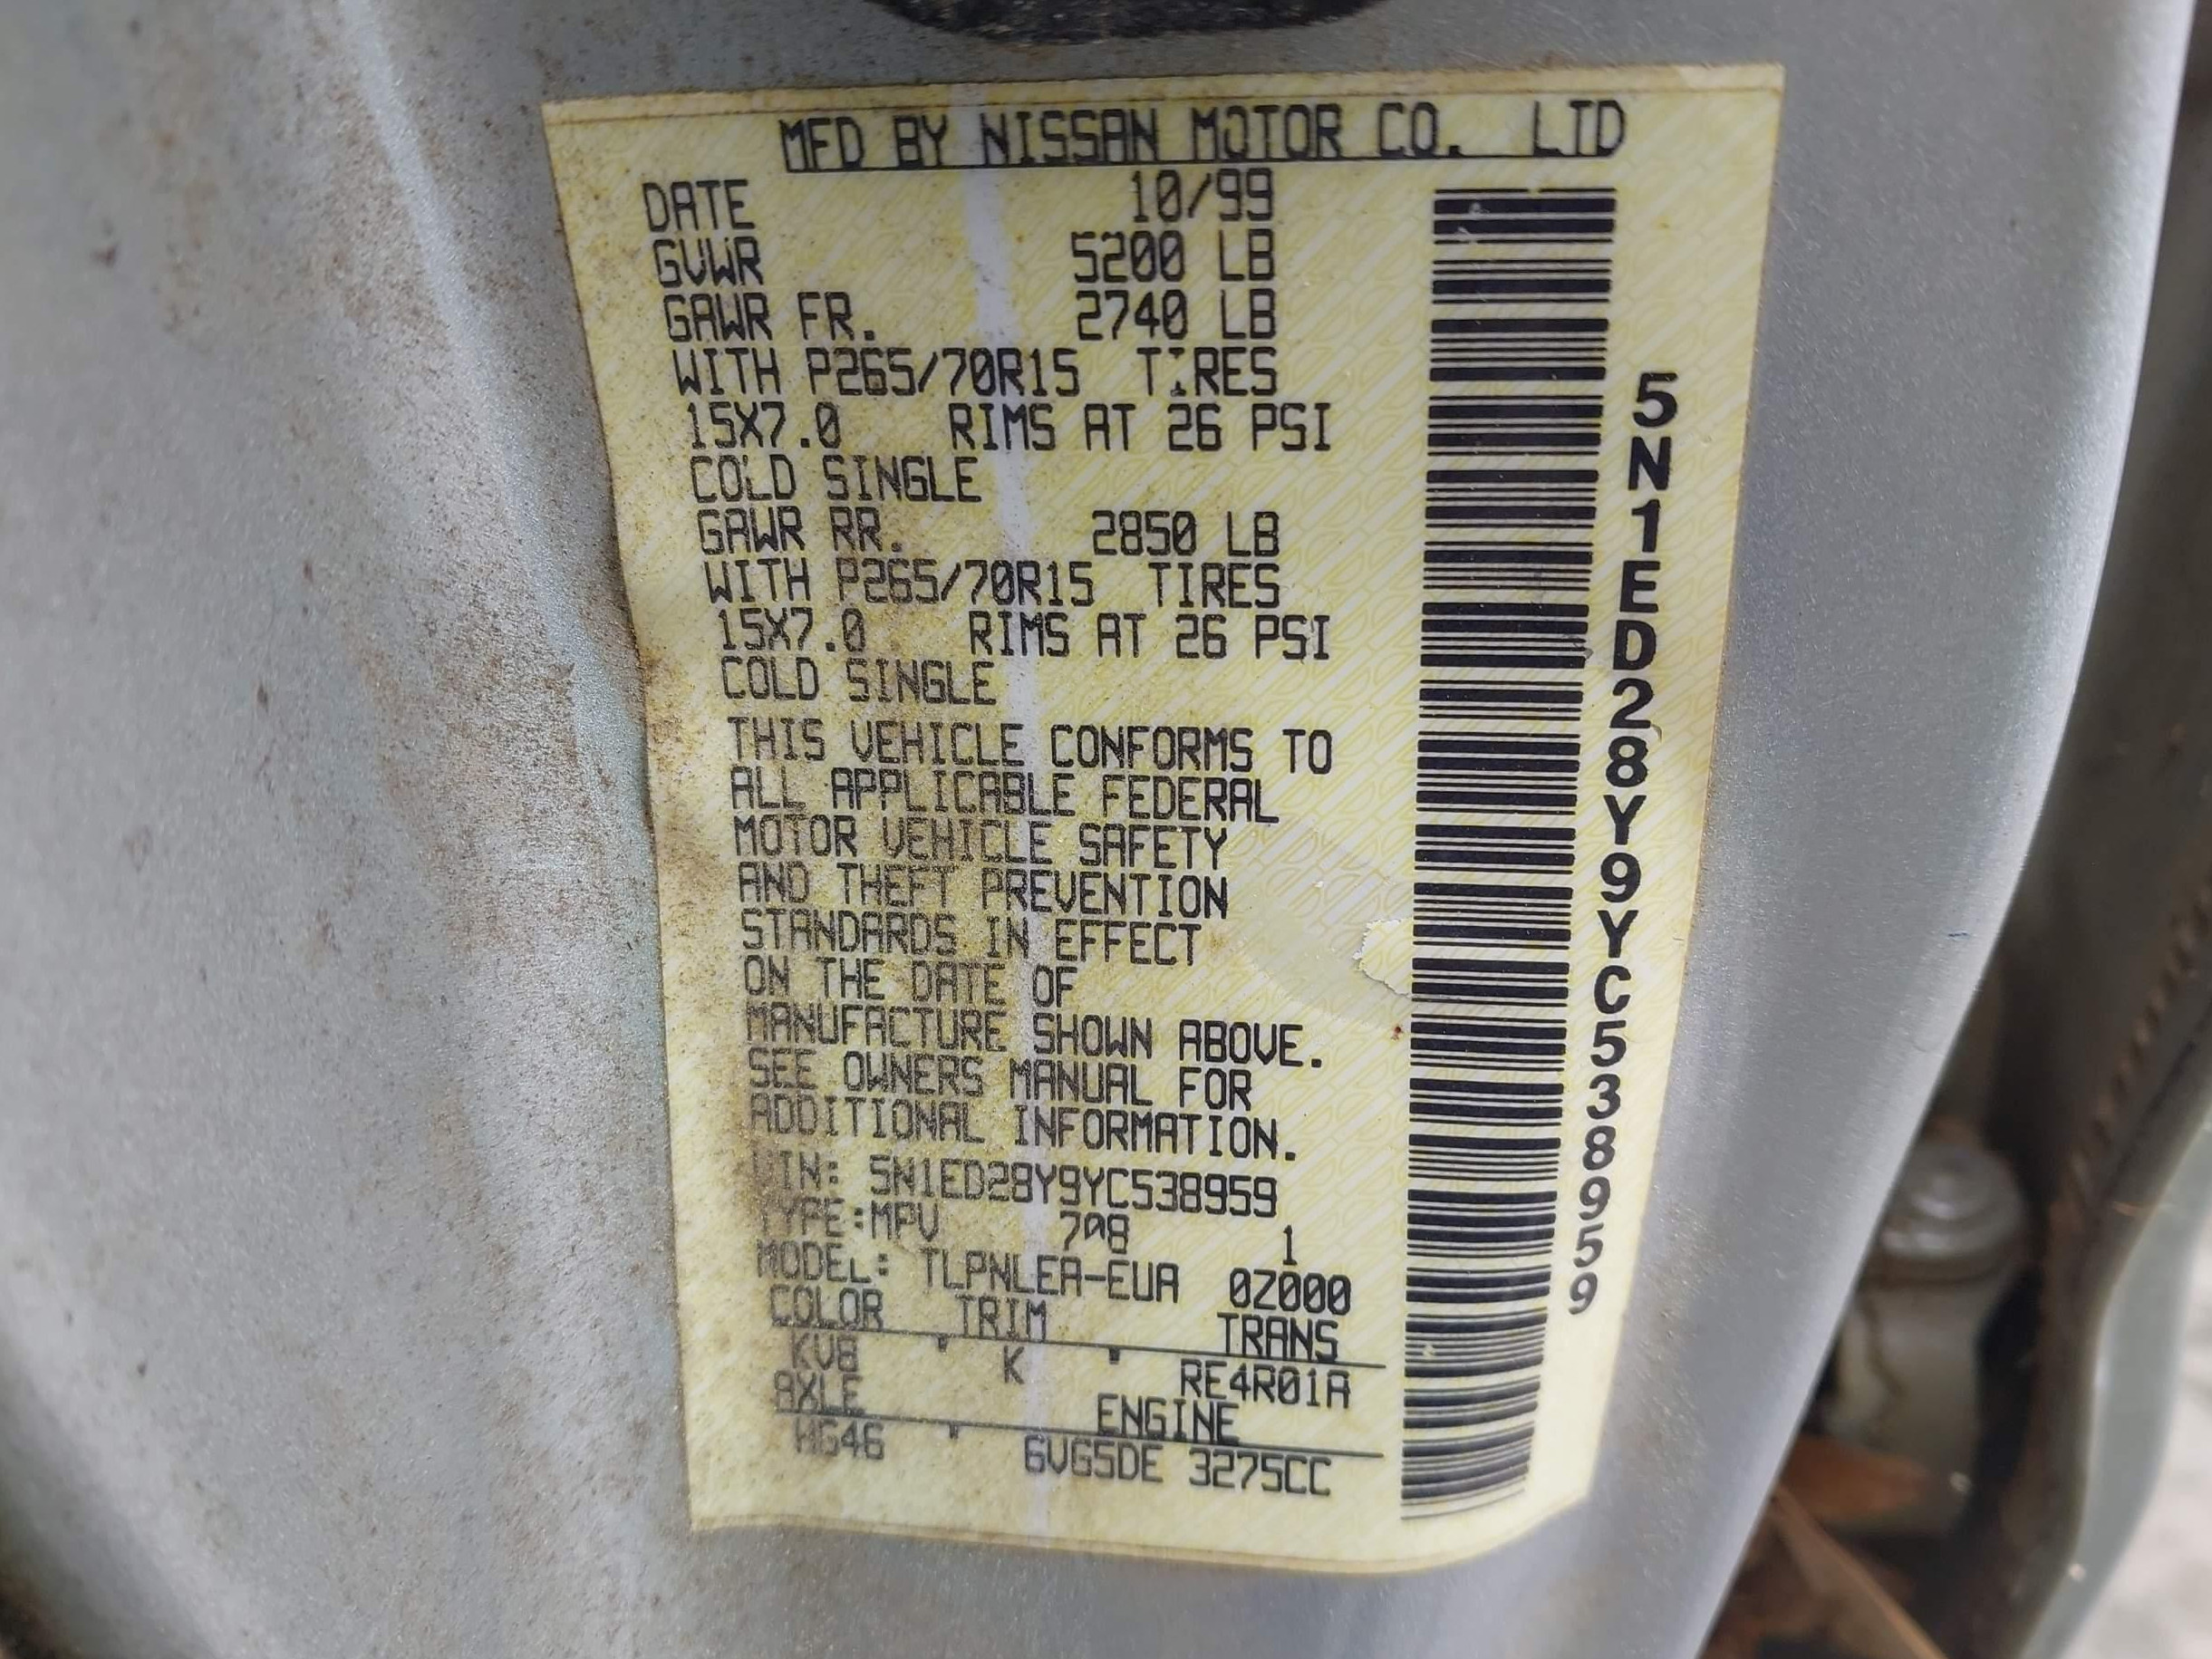 MFD BY NISSAN MOTOR CO. LTD
DATE 10/99
GVWR 5200 LB
GAWR FR. 2740 LB
WITH P265/70R15 TIRES
15X7.0 RIMS AT 26 PSI
COLD SINGLE
GAWR RR. 2850 LB
WITH P265/70R15 TIRES
15X7.0 RIMS AT 26 PSI
COLD SINGLE
THIS VEHICLE CONFORMS TO
ALL APPLICABLE FEDERAL
MOTOR VEHICLE SAFETY
AND THEFT PREVENTION
STANDARDS IN EFFECT
ON THE DATE OF
MANUFACTURE SHOWN ABOVE.
SEE OWNERS MANUAL FOR
ADDITIONAL INFORMATION.
VIN: 5N1ED28Y9YC538959
TYPE:MPV 708 1
MODEL: TLPNLEA-EUA 0Z000
COLOR TRIM TRANS
KV8 K RE4R01A
AXLE ENGINE
HG46 6VG5DE 3275CC
5N1ED28Y9YC538959